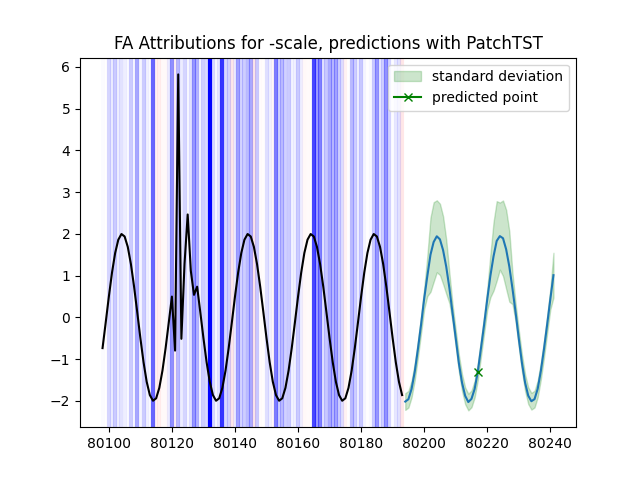 FA Attributions for -scale, predictions with PatchTST
standard deviation
predicted point
6
5
4
3
2
1
0
−1
−2
80100 80120 80140 80160 80180 80200 80220 80240